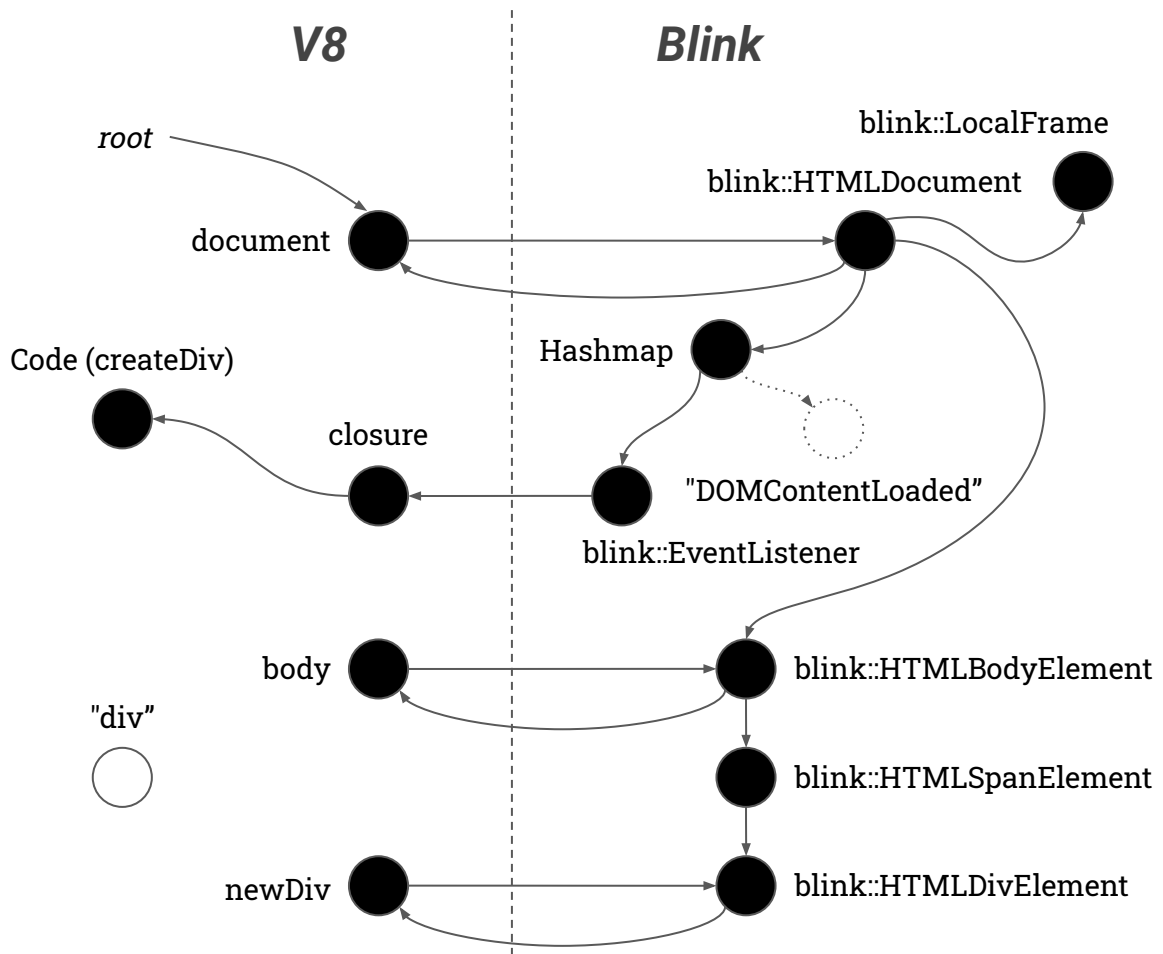 V8
Blink
root
blink::LocalFrame
blink::HTMLDocument
document
Hashmap
Code (createDiv)
closure
"DOMContentLoaded”
blink::EventListener
body
blink::HTMLBodyElement
"div”
blink::HTMLSpanElement
newDiv
blink::HTMLDivElement